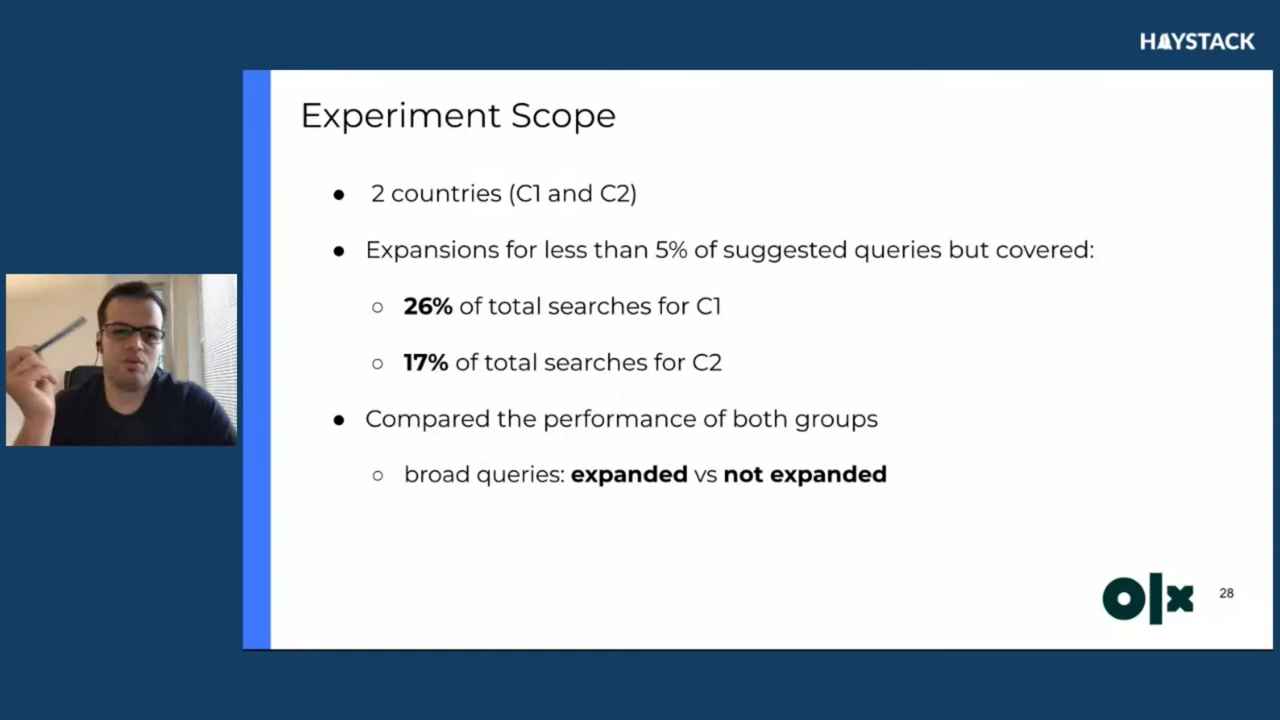 HAYSTACK
Experiment Scope
● 2 countries (C1 and C2)
● Expansions for less than 5% of suggested queries but covered:
○ 26% of total searches for C1
○ 17% of total searches for C2
● Compared the performance of both groups
○ broad queries: expanded vs not expanded
olx
28